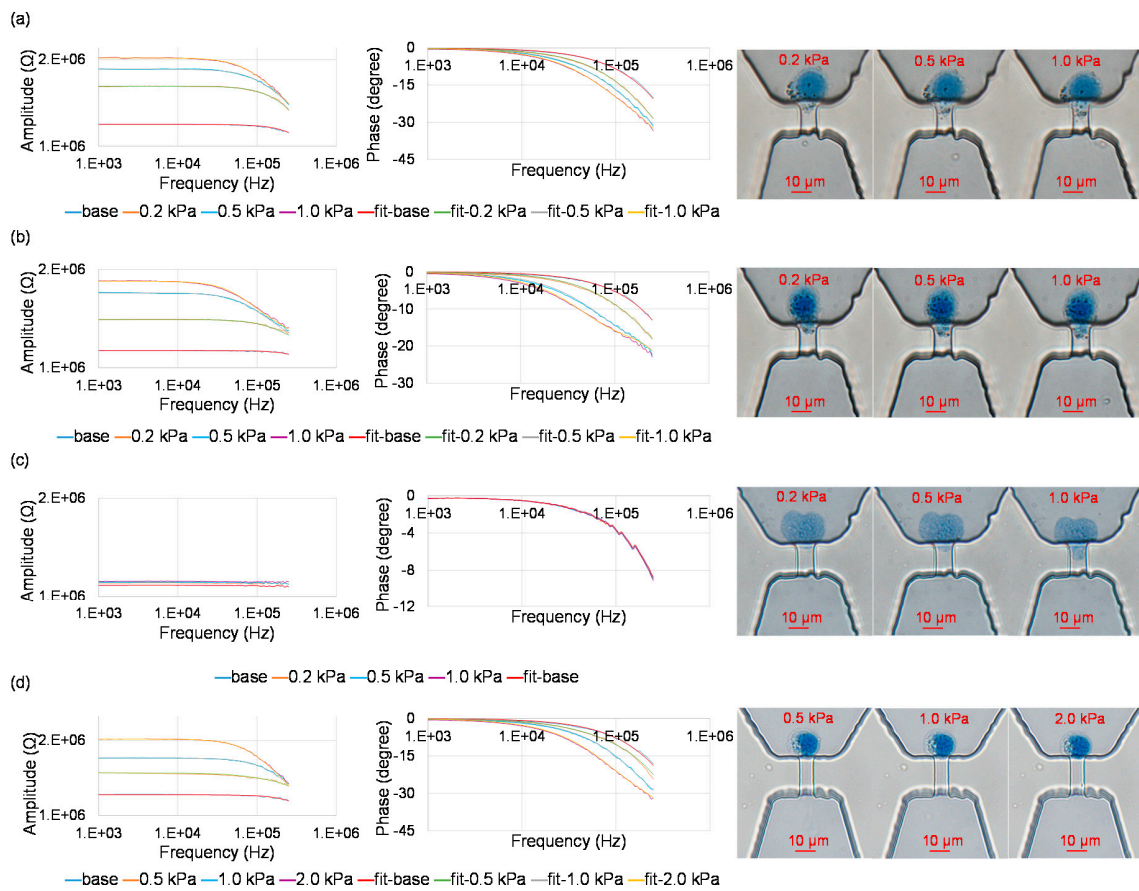 (a)
2.E+06
1.E+06
Amplitude (Ω)
1.E+03 1.E+04 1.E+05 1.E+06
Frequency (Hz)
0
-15
-30
-45
Phase (degree)
1.E+03 1.E+04 1.E+05 1.E+06
Frequency (Hz)
0.2 kPa 0.5 kPa 1.0 kPa
10 µm 10 µm 10 µm
base 0.2 kPa 0.5 kPa 1.0 kPa fit-base fit-0.2 kPa fit-0.5 kPa fit-1.0 kPa
(b)
2.E+06
1.E+06
Amplitude (Ω)
1.E+03 1.E+04 1.E+05 1.E+06
Frequency (Hz)
0
-10
-20
-30
Phase (degree)
1.E+03 1.E+04 1.E+05 1.E+06
Frequency (Hz)
0.2 kPa 0.5 kPa 1.0 kPa
10 µm 10 µm 10 µm
base 0.2 kPa 0.5 kPa 1.0 kPa fit-base fit-0.2 kPa fit-0.5 kPa fit-1.0 kPa
(c)
2.E+06
1.E+06
Amplitude (Ω)
1.E+03 1.E+04 1.E+05 1.E+06
Frequency (Hz)
0
-4
-8
-12
Phase (degree)
1.E+03 1.E+04 1.E+05 1.E+06
Frequency (Hz)
0.2 kPa 0.5 kPa 1.0 kPa
10 µm 10 µm 10 µm
base 0.2 kPa 0.5 kPa 1.0 kPa fit-base
(d)
2.E+06
1.E+06
Amplitude (Ω)
1.E+03 1.E+04 1.E+05 1.E+06
Frequency (Hz)
0
-15
-30
-45
Phase (degree)
1.E+03 1.E+04 1.E+05 1.E+06
Frequency (Hz)
0.5 kPa 1.0 kPa 2.0 kPa
10 µm 10 µm 10 µm
base 0.5 kPa 1.0 kPa 2.0 kPa fit-base fit-0.5 kPa fit-1.0 kPa fit-2.0 kPa